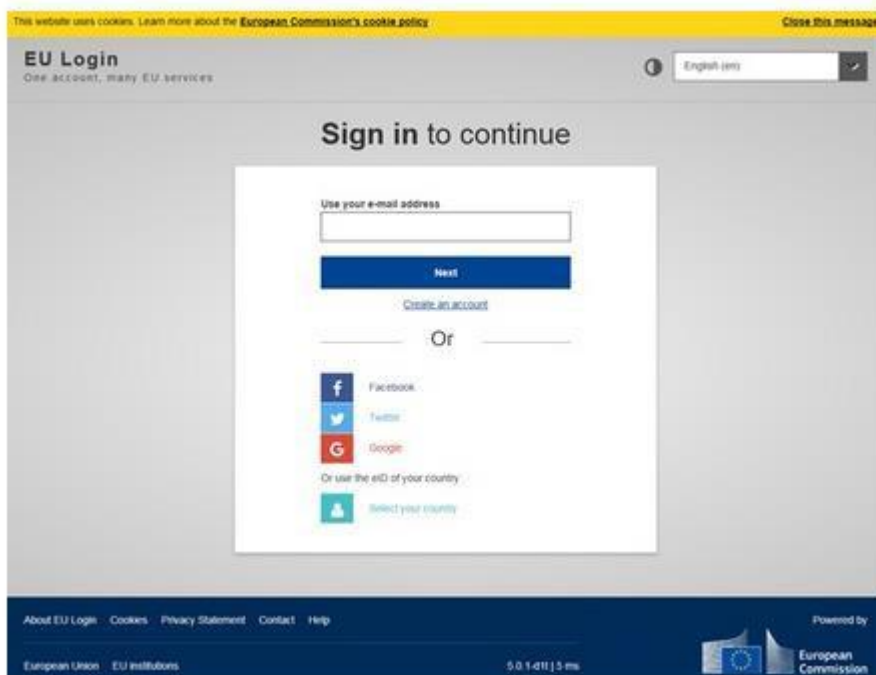 This website uses cookies. Learn more about the European Commission's cookie policy
Close this message
EU Login
One account, many EU services
English (en)
Sign in to continue
Use your e-mail address
Next
Create an account
Or
Facebook
Twitter
Google
Or use the eID of your country
Select your country
About EU Login Cookies Privacy Statement Contact Help
Powered by
European Union EU institutions
European
Commission